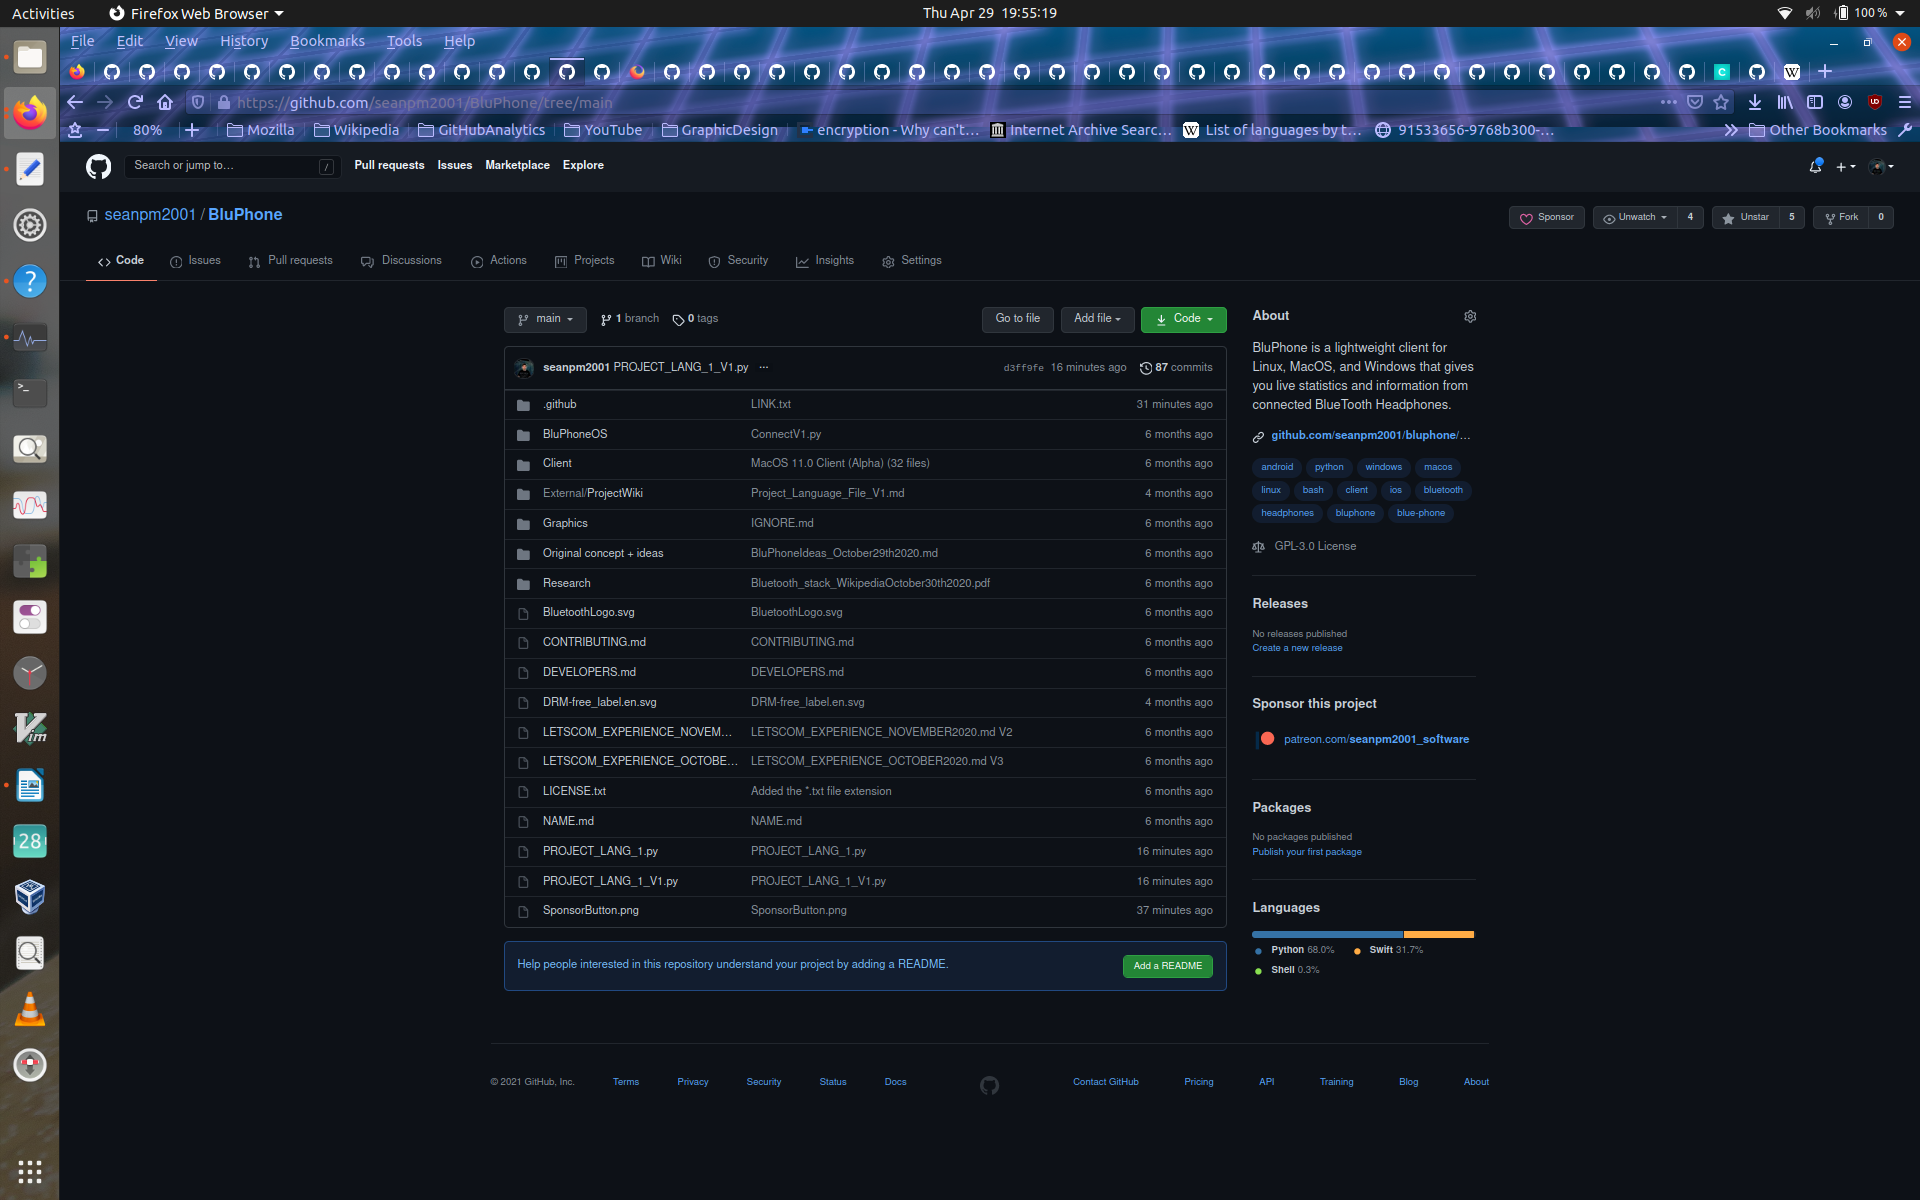 Activities Firefox Web Browser Thu Apr 29 19:55:19 100 %
File Edit View History Bookmarks Tools Help
https://github.com/seanpm2001/BluPhone/tree/main
80% Mozilla Wikipedia GitHubAnalytics YouTube GraphicDesign encryption - Why can't… Internet Archive Searc… List of languages by t… 91533656-9768b300-… Other Bookmarks
Search or jump to… / Pull requests Issues Marketplace Explore
seanpm2001 / BluPhone Sponsor Unwatch 4 Unstar 5 Fork 0
Code Issues Pull requests Discussions Actions Projects Wiki Security Insights Settings
main 1 branch 0 tags Go to file Add file Code
seanpm2001 PROJECT_LANG_1_V1.py … d3ff9fe 16 minutes ago 87 commits
.github LINK.txt 31 minutes ago
BluPhoneOS ConnectV1.py 6 months ago
Client MacOS 11.0 Client (Alpha) (32 files) 6 months ago
External/ProjectWiki Project_Language_File_V1.md 4 months ago
Graphics IGNORE.md 6 months ago
Original concept + ideas BluPhoneIdeas_October29th2020.md 6 months ago
Research Bluetooth_stack_WikipediaOctober30th2020.pdf 6 months ago
BluetoothLogo.svg BluetoothLogo.svg 6 months ago
CONTRIBUTING.md CONTRIBUTING.md 6 months ago
DEVELOPERS.md DEVELOPERS.md 6 months ago
DRM-free_label.en.svg DRM-free_label.en.svg 4 months ago
LETSCOM_EXPERIENCE_NOVEM… LETSCOM_EXPERIENCE_NOVEMBER2020.md V2 6 months ago
LETSCOM_EXPERIENCE_OCTOBE… LETSCOM_EXPERIENCE_OCTOBER2020.md V3 6 months ago
LICENSE.txt Added the *.txt file extension 6 months ago
NAME.md NAME.md 6 months ago
PROJECT_LANG_1.py PROJECT_LANG_1.py 16 minutes ago
PROJECT_LANG_1_V1.py PROJECT_LANG_1_V1.py 16 minutes ago
SponsorButton.png SponsorButton.png 37 minutes ago
Help people interested in this repository understand your project by adding a README. Add a README
About
BluPhone is a lightweight client for
Linux, MacOS, and Windows that gives
you live statistics and information from
connected BlueTooth Headphones.
github.com/seanpm2001/bluphone/…
android python windows macos
linux bash client ios bluetooth
headphones bluphone blue-phone
GPL-3.0 License
Releases
No releases published
Create a new release
Sponsor this project
patreon.com/seanpm2001_software
Packages
No packages published
Publish your first package
Languages
Python 68.0% Swift 31.7%
Shell 0.3%
© 2021 GitHub, Inc. Terms Privacy Security Status Docs Contact GitHub Pricing API Training Blog About
28